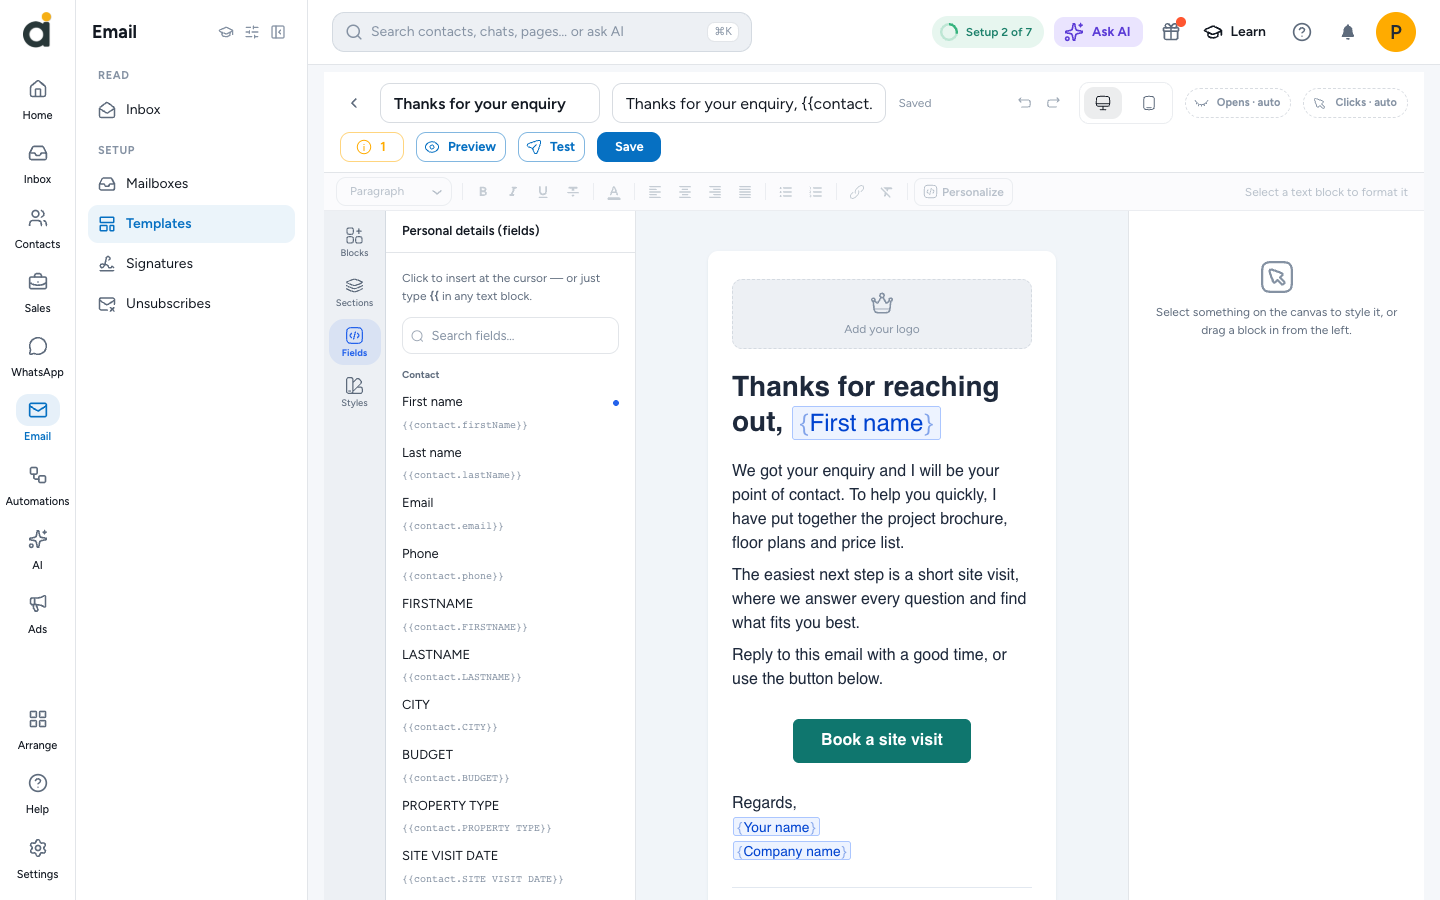 Email
Search contacts, chats, pages... or ask AI
⌘K
Setup 2 of 7
Ask AI
Learn
P
Home
Inbox
Contacts
Sales
WhatsApp
Email
Automations
AI
Ads
Arrange
Help
Settings
READ
Inbox
SETUP
Mailboxes
Templates
Signatures
Unsubscribes
Thanks for your enquiry
Thanks for your enquiry, {{contact.
Saved
Opens · auto
Clicks · auto
1
Preview
Test
Save
Paragraph
B
I
U
T
A
Personalize
Select a text block to format it
Blocks
Sections
Fields
Styles
Personal details (fields)
Click to insert at the cursor — or just
type {{ in any text block.
Search fields...
Contact
First name
{{contact.firstName}}
Last name
{{contact.lastName}}
Email
{{contact.email}}
Phone
{{contact.phone}}
FIRSTNAME
{{contact.FIRSTNAME}}
LASTNAME
{{contact.LASTNAME}}
CITY
{{contact.CITY}}
BUDGET
{{contact.BUDGET}}
PROPERTY TYPE
{{contact.PROPERTY TYPE}}
SITE VISIT DATE
{{contact.SITE VISIT DATE}}
Add your logo
Thanks for reaching
out, {First name}
We got your enquiry and I will be your
point of contact. To help you quickly, I
have put together the project brochure,
floor plans and price list.
The easiest next step is a short site visit,
where we answer every question and find
what fits you best.
Reply to this email with a good time, or
use the button below.
Book a site visit
Regards,
{Your name}
{Company name}
Select something on the canvas to style it, or
drag a block in from the left.